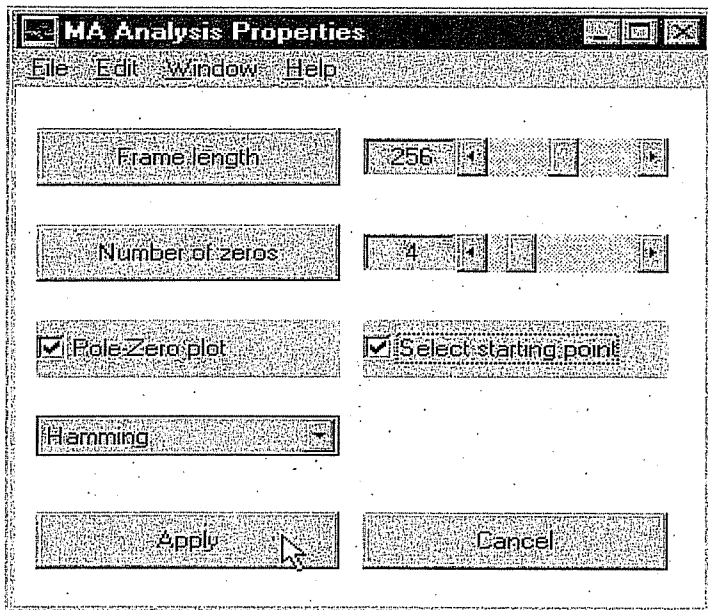 MA Analysis Properties
File Edit Window Help
Frame length 256
Number of zeros 4
Pole-Zero plot Select starting point
Hamming
Apply Cancel